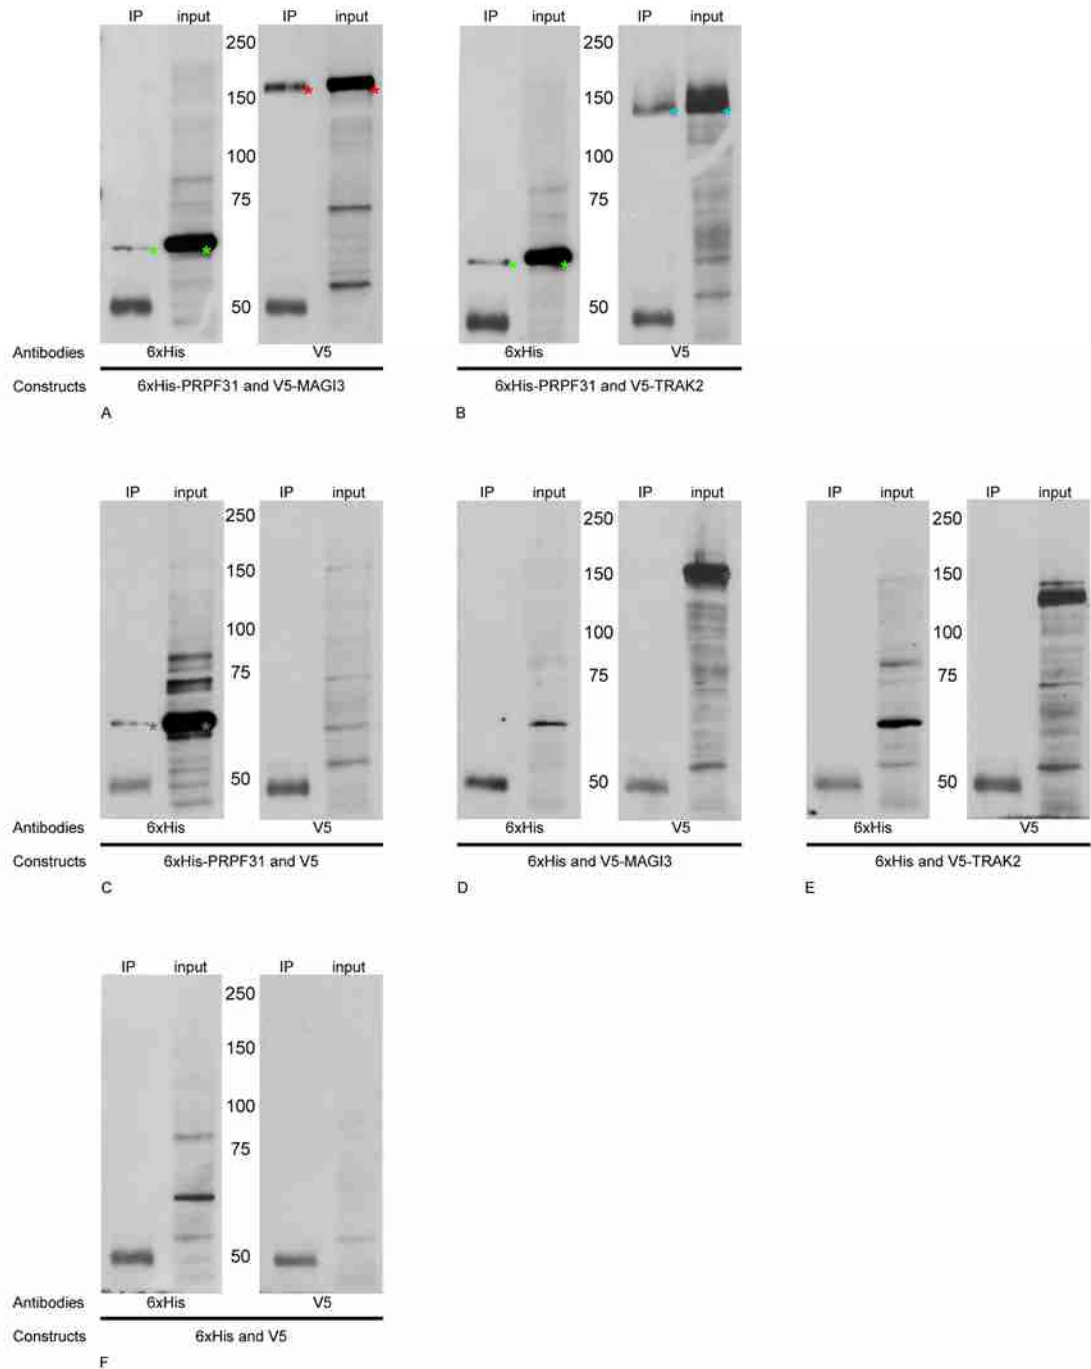 IP input IP input IP input IP input
250 250
150 150
100 100
75 75
50 50
Antibodies 6xHis V5 6xHis V5
Constructs 6xHis-PRPF31 and V5-MAGI3 6xHis-PRPF31 and V5-TRAK2
A B
IP input IP input IP input IP input IP input IP input
250 250 250
150 150 150
100 100 100
75 75 75
50 50 50
Antibodies 6xHis V5 6xHis V5 6xHis V5
Constructs 6xHis-PRPF31 and V5 6xHis and V5-MAGI3 6xHis and V5-TRAK2
C D E
IP input IP input
250
150
100
75
50
Antibodies 6xHis V5
Constructs 6xHis and V5
F